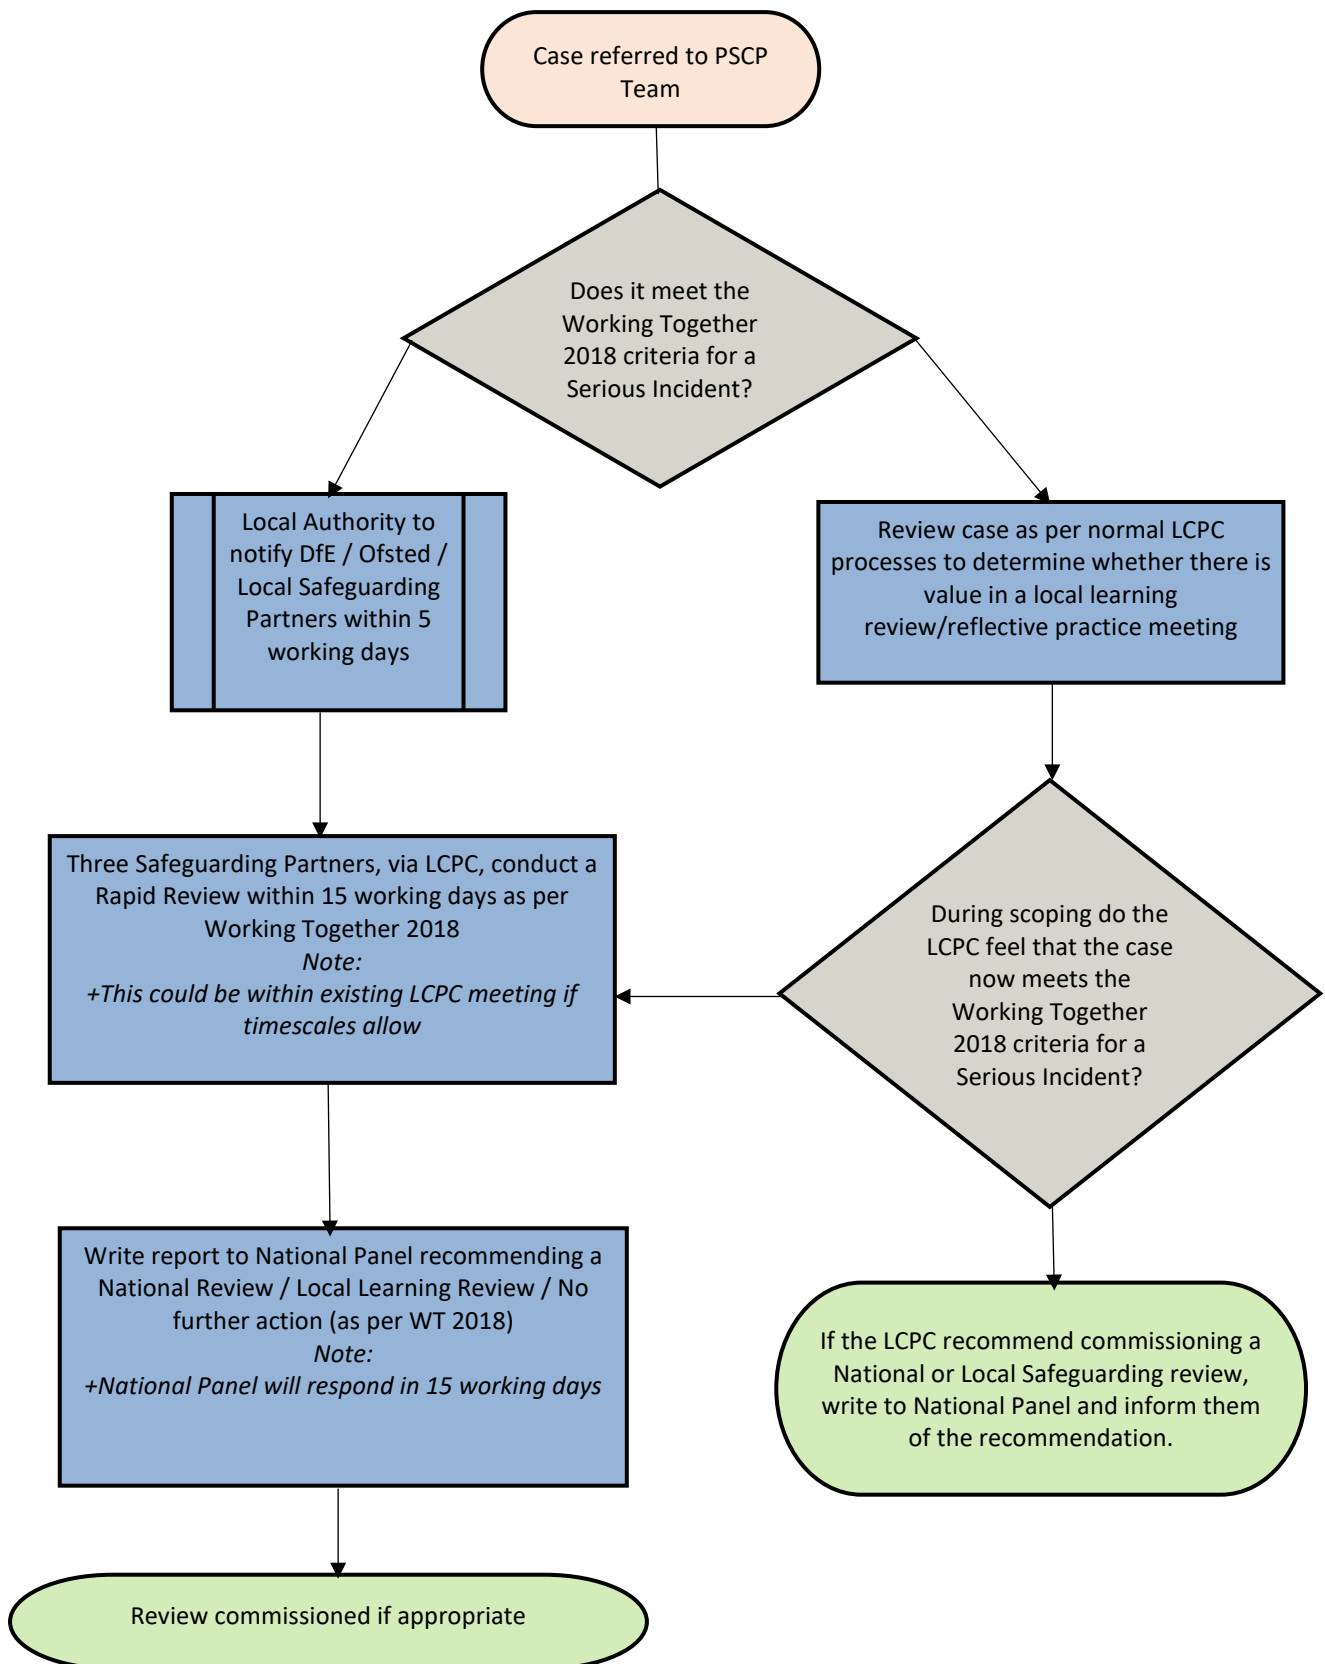 Case referred to PSCP
Team
Does it meet the
Working Together
2018 criteria for a
Serious Incident?
Local Authority to
notify DfE / Ofsted /
Local Safeguarding
Partners within 5
working days
Review case as per normal LCPC
processes to determine whether there is
value in a local learning
review/reflective practice meeting
Three Safeguarding Partners, via LCPC, conduct a
Rapid Review within 15 working days as per
Working Together 2018
Note:
+This could be within existing LCPC meeting if
timescales allow
During scoping do the
LCPC feel that the case
now meets the
Working Together
2018 criteria for a
Serious Incident?
Write report to National Panel recommending a
National Review / Local Learning Review / No
further action (as per WT 2018)
Note:
+National Panel will respond in 15 working days
If the LCPC recommend commissioning a
National or Local Safeguarding review,
write to National Panel and inform them
of the recommendation.
Review commissioned if appropriate